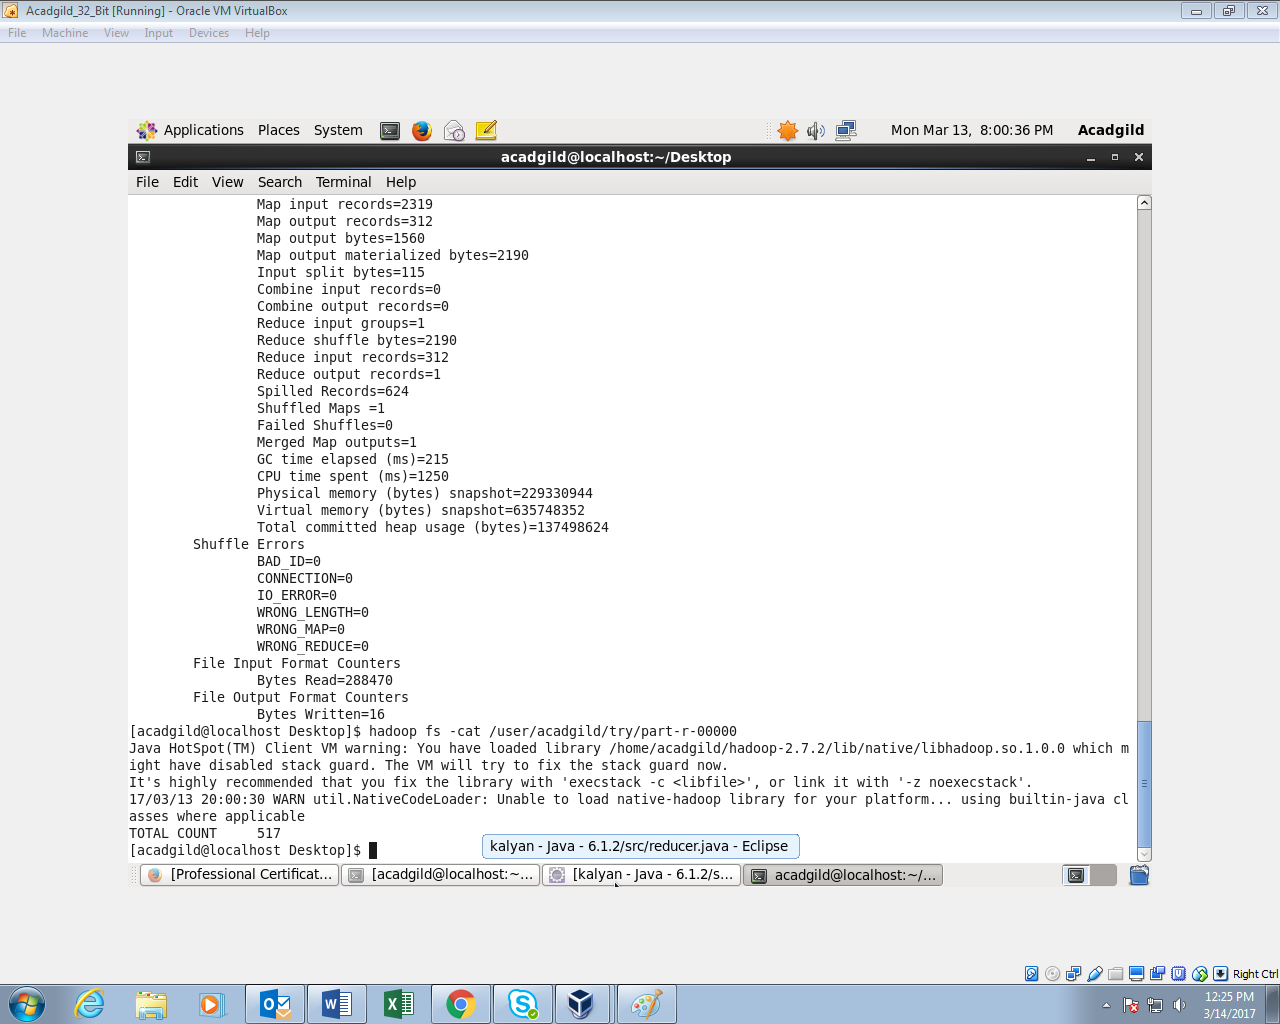 Acadgild_32_Bit [Running] - Oracle VM VirtualBox
File Machine View Input Devices Help
Applications Places System Mon Mar 13, 8:00:36 PM Acadgild
acadgild@localhost:~/Desktop
File Edit View Search Terminal Help
Map input records=2319
Map output records=312
Map output bytes=1560
Map output materialized bytes=2190
Input split bytes=115
Combine input records=0
Combine output records=0
Reduce input groups=1
Reduce shuffle bytes=2190
Reduce input records=312
Reduce output records=1
Spilled Records=624
Shuffled Maps =1
Failed Shuffles=0
Merged Map outputs=1
GC time elapsed (ms)=215
CPU time spent (ms)=1250
Physical memory (bytes) snapshot=229330944
Virtual memory (bytes) snapshot=635748352
Total committed heap usage (bytes)=137498624
Shuffle Errors
BAD_ID=0
CONNECTION=0
IO_ERROR=0
WRONG_LENGTH=0
WRONG_MAP=0
WRONG_REDUCE=0
File Input Format Counters
Bytes Read=288470
File Output Format Counters
Bytes Written=16
[acadgild@localhost Desktop]$ hadoop fs -cat /user/acadgild/try/part-r-00000
Java HotSpot(TM) Client VM warning: You have loaded library /home/acadgild/hadoop-2.7.2/lib/native/libhadoop.so.1.0.0 which m
ight have disabled stack guard. The VM will try to fix the stack guard now.
It's highly recommended that you fix the library with 'execstack -c <libfile>', or link it with '-z noexecstack'.
17/03/13 20:00:30 WARN util.NativeCodeLoader: Unable to load native-hadoop library for your platform... using builtin-java cl
asses where applicable
TOTAL COUNT 517
[acadgild@localhost Desktop]$
kalyan - Java - 6.1.2/src/reducer.java - Eclipse
[Professional Certificat... [acadgild@localhost:~... [kalyan - Java - 6.1.2/s... acadgild@localhost:~/...
Right Ctrl
12:25 PM
3/14/2017